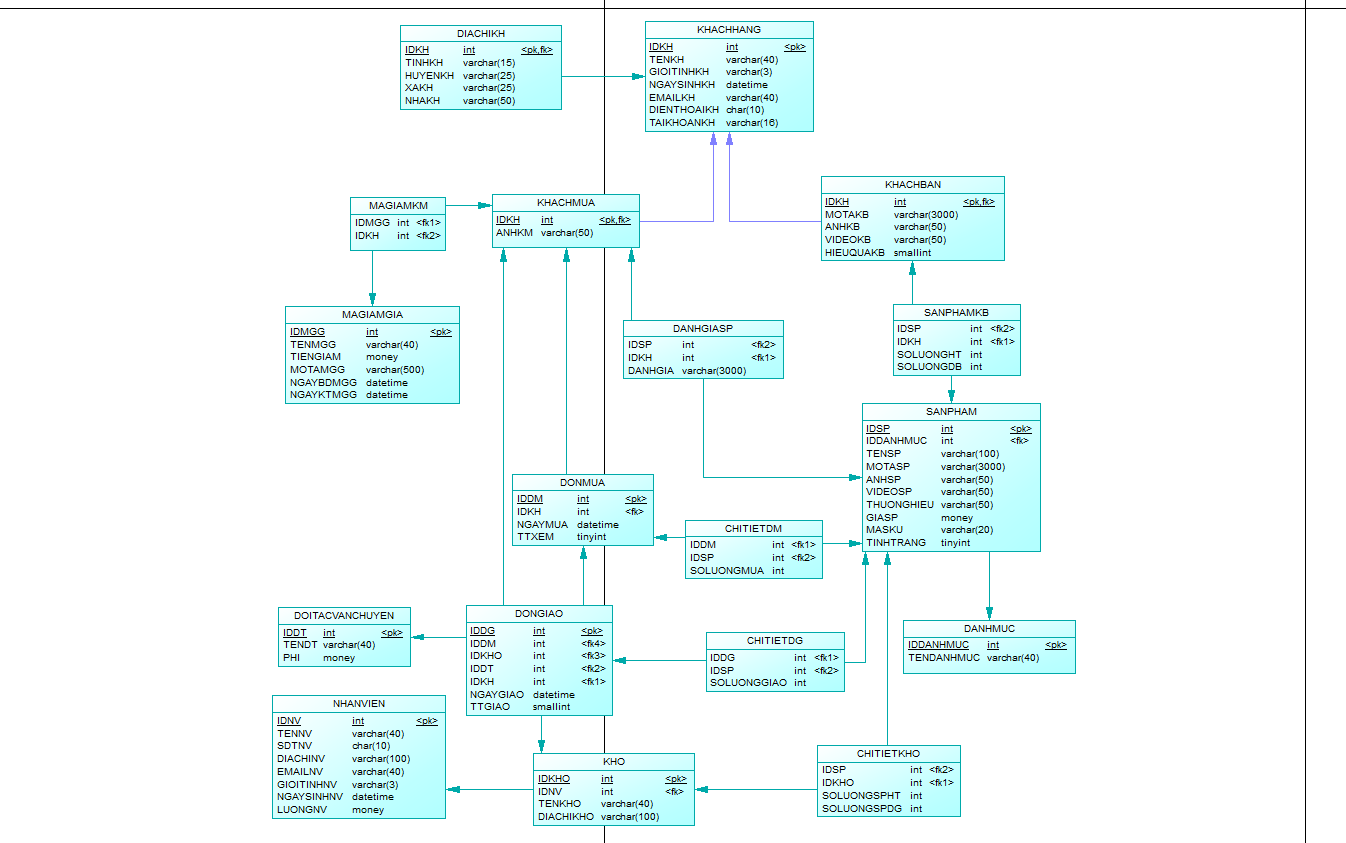 DIACHIKH
IDKH int <pk,fk>
TINHKH varchar(15)
HUYENKH varchar(25)
XAKH varchar(25)
NHAKH varchar(50)
KHACHHANG
IDKH int <pk>
TENKH varchar(40)
GIOITINHKH varchar(3)
NGAYSINHKH datetime
EMAILKH varchar(40)
DIENTHOAIKH char(10)
TAIKHOANKH varchar(16)
MAGIAMKM
IDMGG int <fk1>
IDKH int <fk2>
KHACHMUA
IDKH int <pk,fk>
ANHKM varchar(50)
KHACHBAN
IDKH int <pk,fk>
MOTAKB varchar(3000)
ANHKB varchar(50)
VIDEOKB varchar(50)
HIEUQUAKB smallint
MAGIAMGIA
IDMGG int <pk>
TENMGG varchar(40)
TIENGIAM money
MOTAMGG varchar(500)
NGAYBDMGG datetime
NGAYKTMGG datetime
DANHGIASP
IDSP int <fk2>
IDKH int <fk1>
DANHGIA varchar(3000)
SANPHAMKB
IDSP int <fk2>
IDKH int <fk1>
SOLUONGHT int
SOLUONGDB int
SANPHAM
IDSP int <pk>
IDDANHMUC int <fk>
TENSP varchar(100)
MOTASP varchar(3000)
ANHSP varchar(50)
VIDEOSP varchar(50)
THUONGHIEU varchar(50)
GIASP money
MASKU varchar(20)
TINHTRANG tinyint
DONMUA
IDDM int <pk>
IDKH int <fk>
NGAYMUA datetime
TTXEM tinyint
CHITIETDM
IDDM int <fk1>
IDSP int <fk2>
SOLUONGMUA int
DOITACVANCHUYEN
IDDT int <pk>
TENDT varchar(40)
PHI money
DONGIAO
IDDG int <pk>
IDDM int <fk4>
IDKHO int <fk3>
IDDT int <fk2>
IDKH int <fk1>
NGAYGIAO datetime
TTGIAO smallint
CHITIETDG
IDDG int <fk1>
IDSP int <fk2>
SOLUONGGIAO int
DANHMUC
IDDANHMUC int <pk>
TENDANHMUC varchar(40)
NHANVIEN
IDNV int <pk>
TENNV varchar(40)
SDTNV char(10)
DIACHINV varchar(100)
EMAILNV varchar(40)
GIOITINHNV varchar(3)
NGAYSINHNV datetime
LUONGNV money
KHO
IDKHO int <pk>
IDNV int <fk>
TENKHO varchar(40)
DIACHIKHO varchar(100)
CHITIETKHO
IDSP int <fk2>
IDKHO int <fk1>
SOLUONGSPHT int
SOLUONGSPDG int